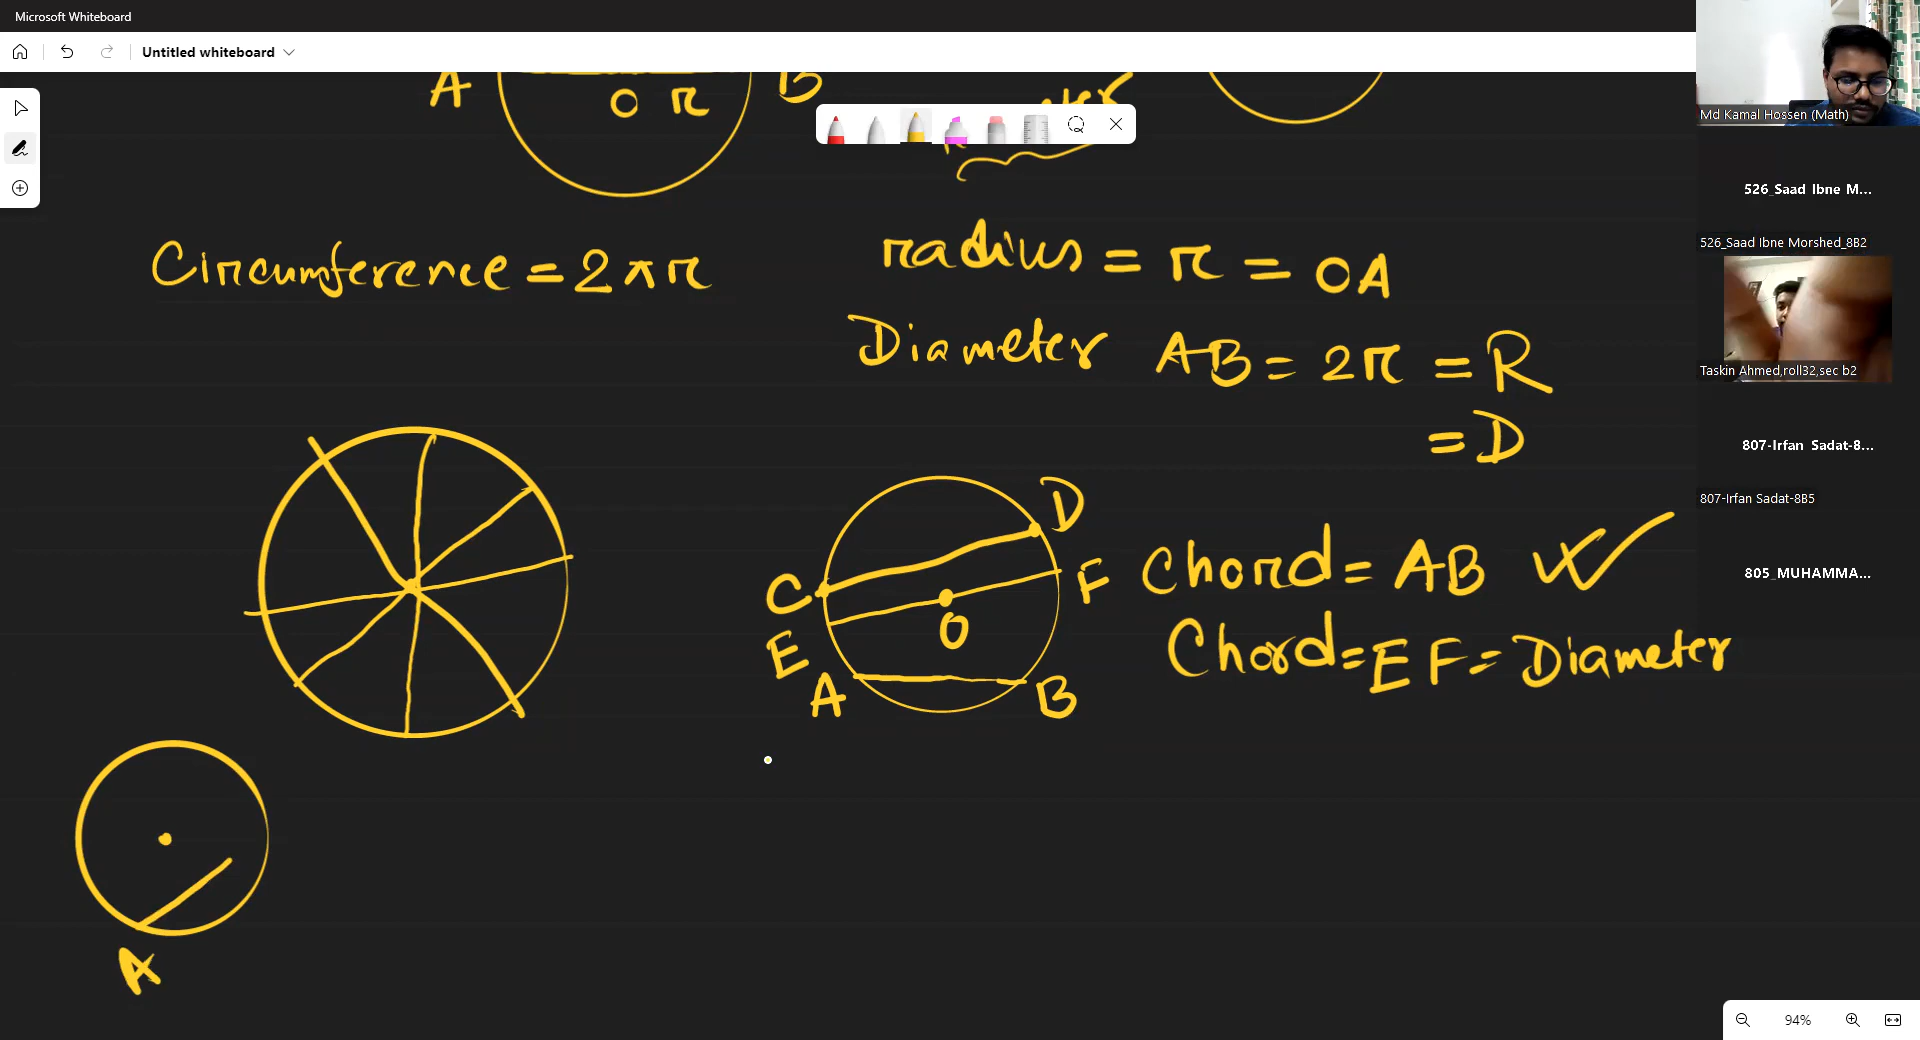 Microsoft Whiteboard
Untitled whiteboard
A O r B
Circumference = 2πr
radius = r = OA
Diameter AB = 2r = R
= D
D
C
F
E
O
A
B
Chord = AB
Chord = EF = Diameter
A
Md Kamal Hossen (Math)
526_Saad Ibne M...
526_Saad Ibne Morshed_8B2
Taskin Ahmed,roll32,sec b2
807-Irfan Sadat-8...
807-Irfan Sadat-8B5
805_MUHAMMA...
94%